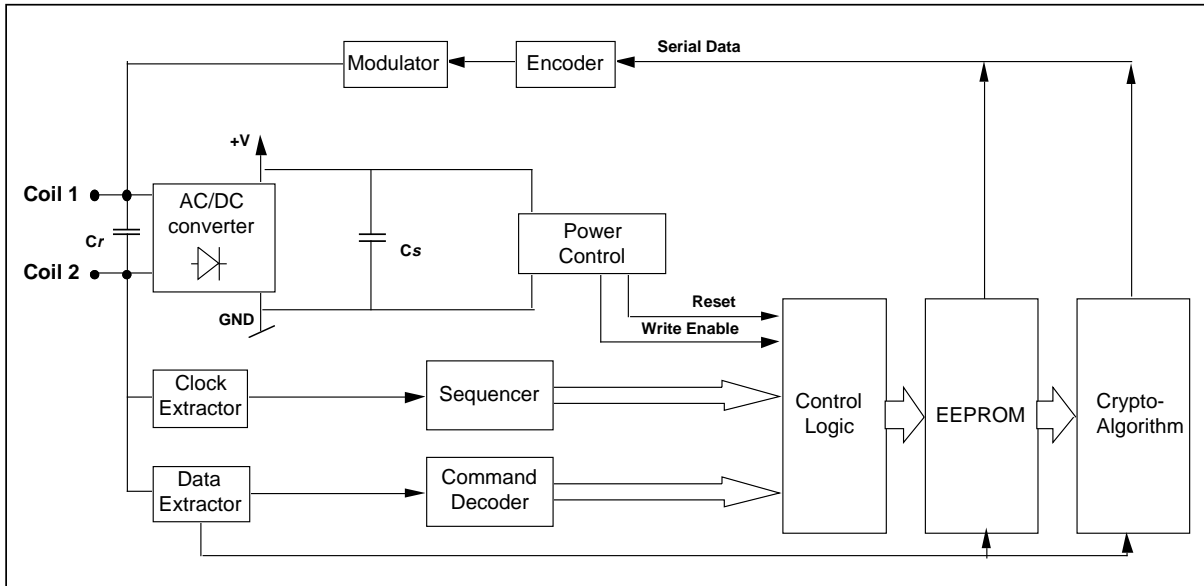 Serial Data
Modulator
Encoder
+V
Coil 1
AC/DC
converter
Cr
Cs
Power
Control
Coil 2
GND
Reset
Write Enable
Clock
Extractor
Sequencer
Control
Logic
EEPROM
Crypto-
Algorithm
Data
Extractor
Command
Decoder